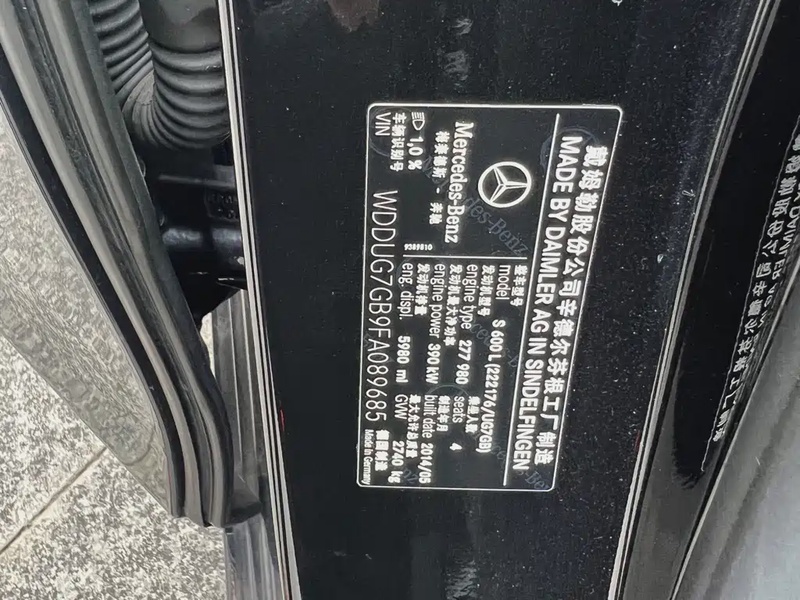 戴姆勒股份公司辛德尔芬根工厂制造
MADE BY DAIMLER AG IN SINDELFINGEN
Mercedes-Benz
梅赛德斯 - 奔驰
9389810
整车型号
model S 600 L (222176/UG7GB)
发动机型号 乘员人数
engine type 277 980 seats 4
发动机最大净功率 制造年月
engine power 390 kW built date 2014/05
发动机排量 最大允许总质量
eng. displ. 5980 ml GVW 2740 kg
1,0 %
车辆识别号 德国制造
VIN WDDUG7GB9FA089685 Made In Germany